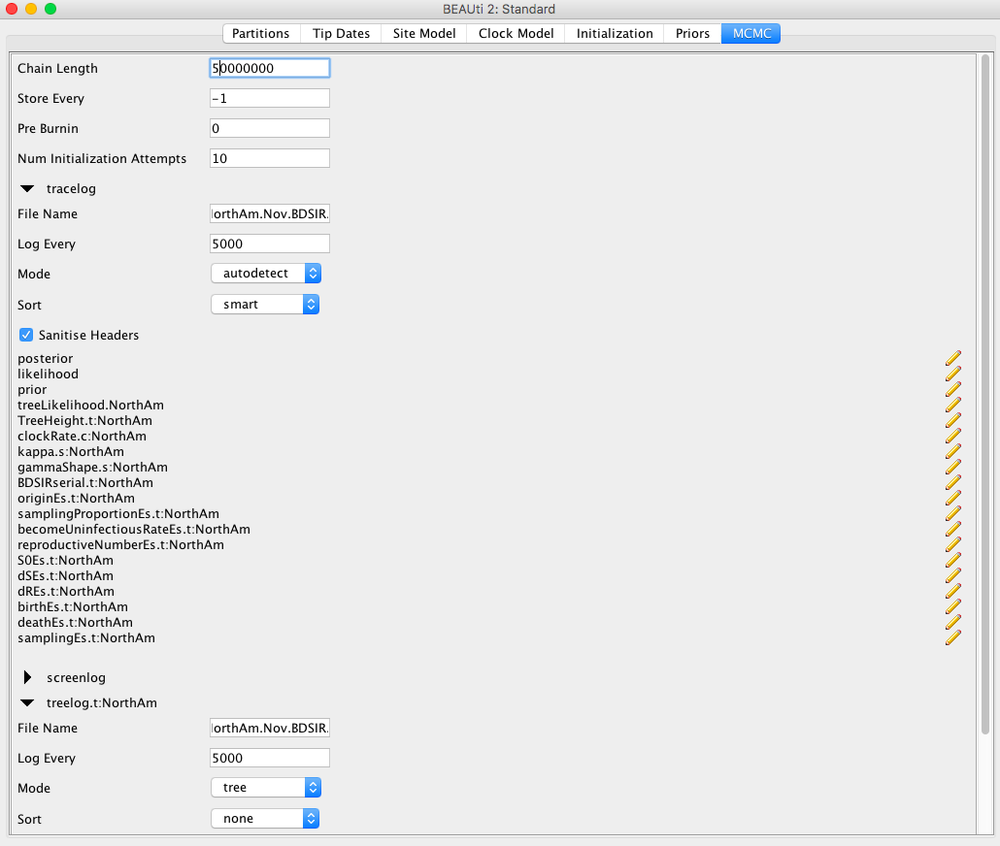 BEAUti 2: Standard
Partitions Tip Dates Site Model Clock Model Initialization Priors MCMC
Chain Length 50000000
Store Every -1
Pre Burnin 0
Num Initialization Attempts 10
tracelog
File Name lorthAm.Nov.BDSIR.
Log Every 5000
Mode autodetect
Sort smart
Sanitise Headers
posterior
likelihood
prior
treeLikelihood.NorthAm
TreeHeight.t:NorthAm
clockRate.c:NorthAm
kappa.s:NorthAm
gammaShape.s:NorthAm
BDSIRserial.t:NorthAm
originEs.t:NorthAm
samplingProportionEs.t:NorthAm
becomeUninfectiousRateEs.t:NorthAm
reproductiveNumberEs.t:NorthAm
S0Es.t:NorthAm
dSEs.t:NorthAm
dREs.t:NorthAm
birthEs.t:NorthAm
deathEs.t:NorthAm
samplingEs.t:NorthAm
screenlog
treelog.t:NorthAm
File Name lorthAm.Nov.BDSIR.
Log Every 5000
Mode tree
Sort none